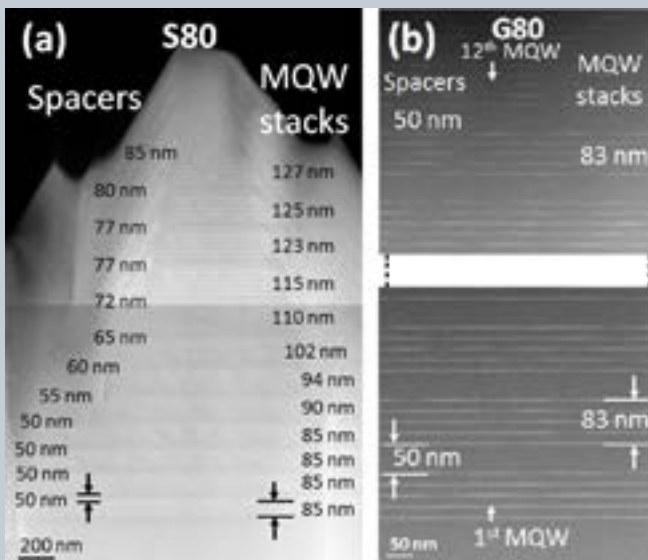 (a)
S80
Spacers
MQW
stacks
85 nm
80 nm
77 nm
77 nm
72 nm
65 nm
60 nm
55 nm
50 nm
50 nm
50 nm
50 nm
127 nm
125 nm
123 nm
115 nm
110 nm
102 nm
94 nm
90 nm
85 nm
85 nm
85 nm
85 nm
200 nm
(b)
G80
12th MQW
Spacers
MQW
stacks
50 nm
83 nm
83 nm
50 nm
1st MQW
50 nm